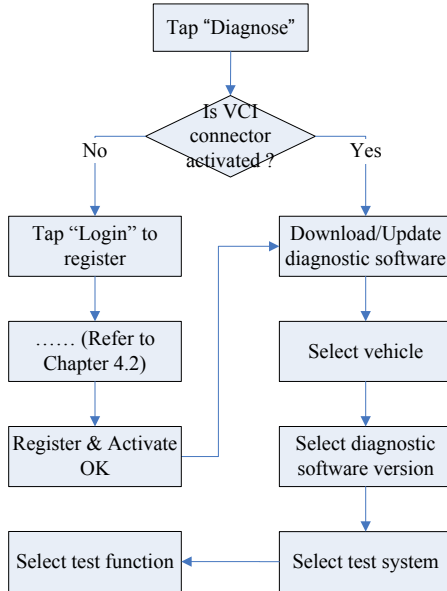 Tap “Diagnose”
Is VCI
connector
activated ?
No
Yes
Tap “Login” to
register
Download/Update
diagnostic software
…… (Refer to
Chapter 4.2)
Select vehicle
Register & Activate
OK
Select diagnostic
software version
Select test function
Select test system